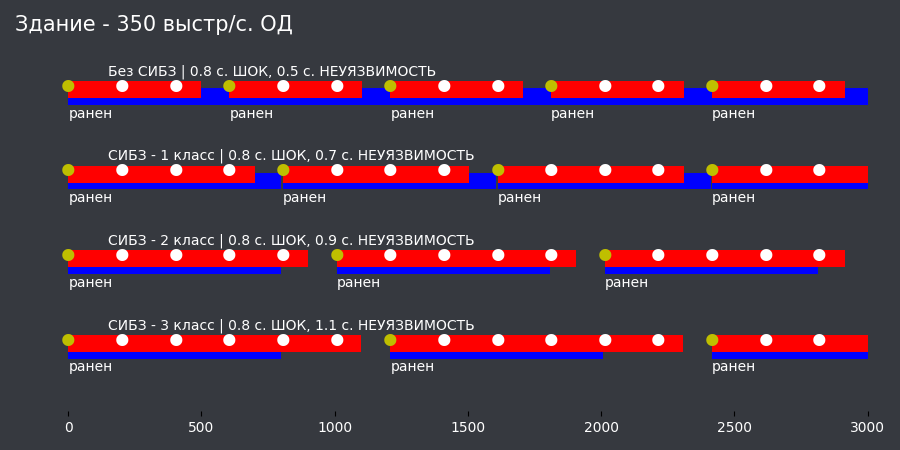 Здание - 350 выстр/с. ОД
Без СИБЗ | 0.8 с. ШОК, 0.5 с. НЕУЯЗВИМОСТЬ
ранен ранен ранен ранен ранен
СИБЗ - 1 класс | 0.8 с. ШОК, 0.7 с. НЕУЯЗВИМОСТЬ
ранен ранен ранен ранен
СИБЗ - 2 класс | 0.8 с. ШОК, 0.9 с. НЕУЯЗВИМОСТЬ
ранен ранен ранен
СИБЗ - 3 класс | 0.8 с. ШОК, 1.1 с. НЕУЯЗВИМОСТЬ
ранен ранен ранен
0 500 1000 1500 2000 2500 3000